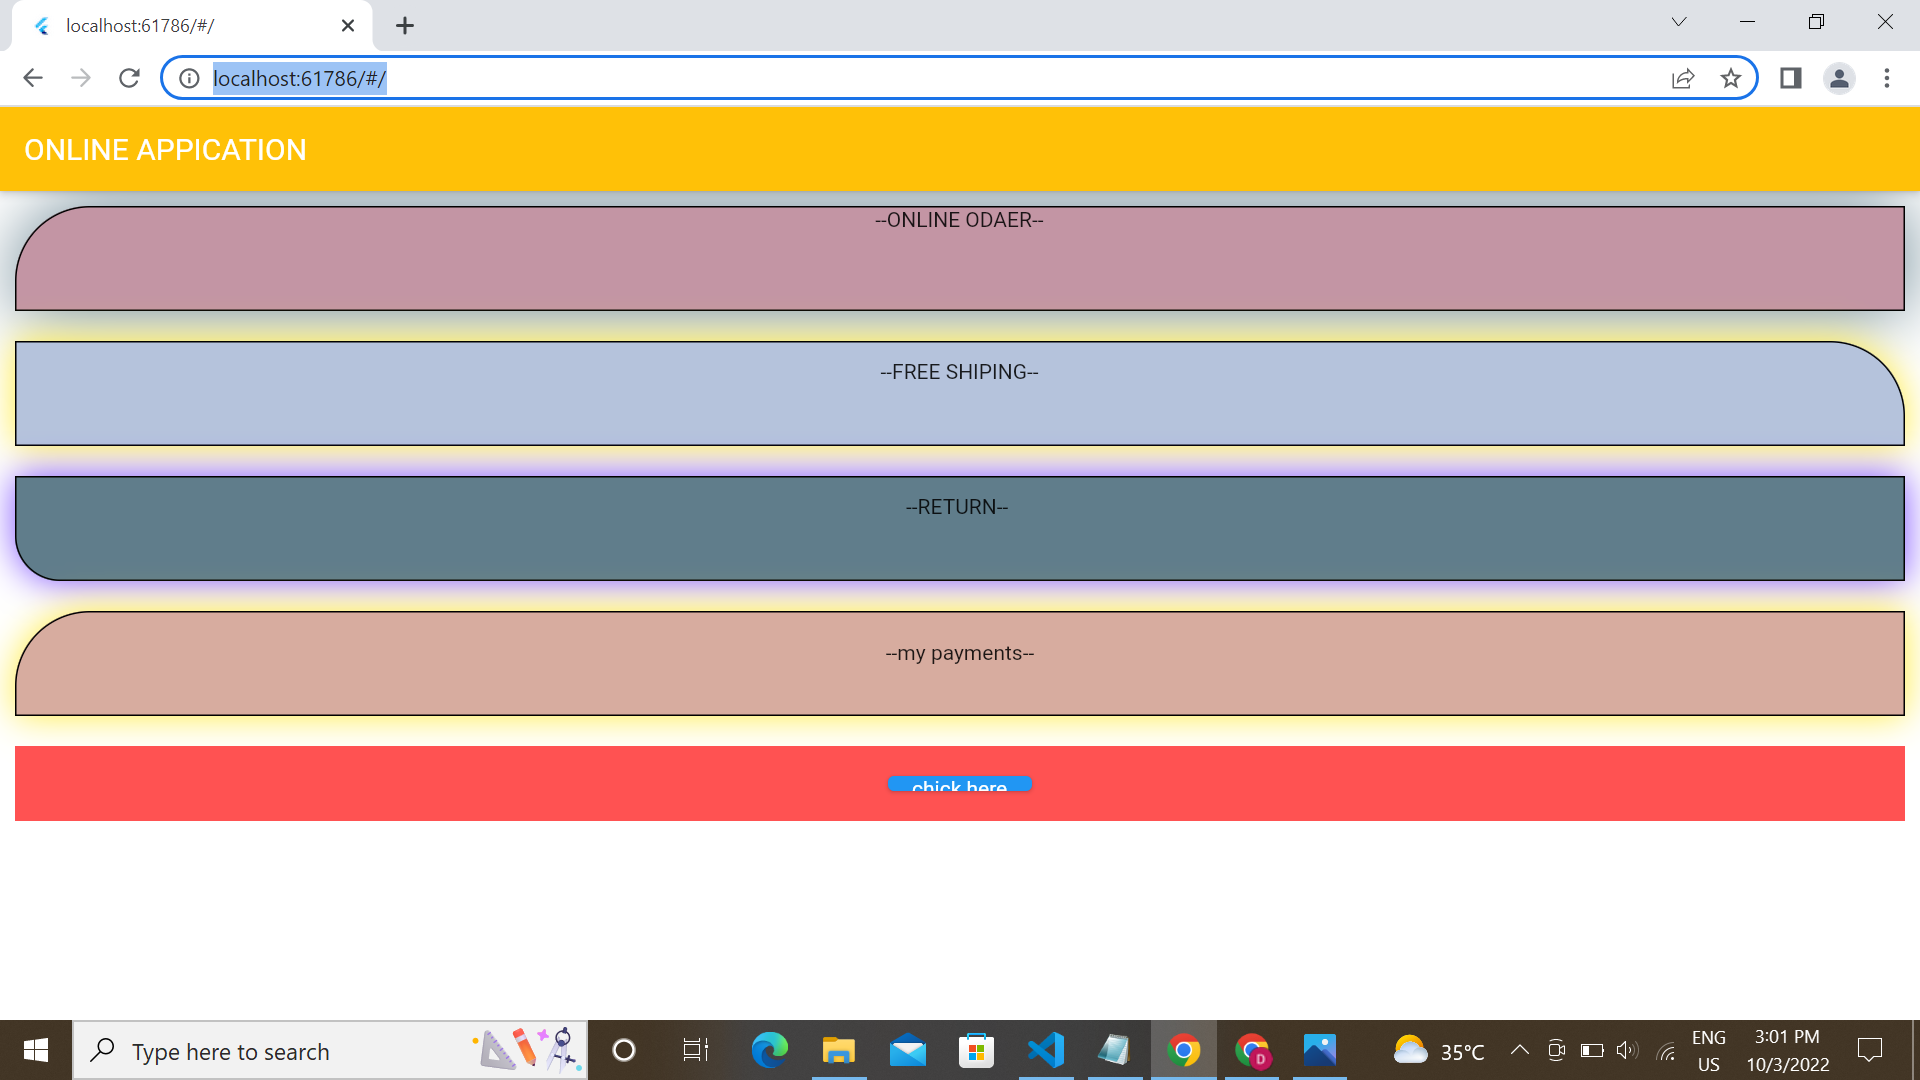 localhost:61786/#/
localhost:61786/#/
ONLINE APPICATION
--ONLINE ODAER--
--FREE SHIPING--
--RETURN--
--my payments--
chick here
Type here to search
D
35°C
ENG
US
3:01 PM
10/3/2022